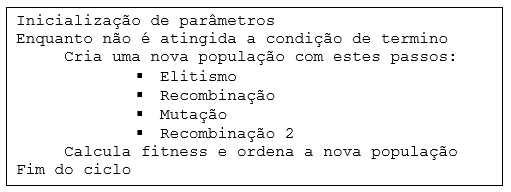 Inicialização de parâmetros
Enquanto não é atingida a condição de termino
Cria uma nova população com estes passos:
▪ Elitismo
▪ Recombinação
▪ Mutação
▪ Recombinação 2
Calcula fitness e ordena a nova população
Fim do ciclo